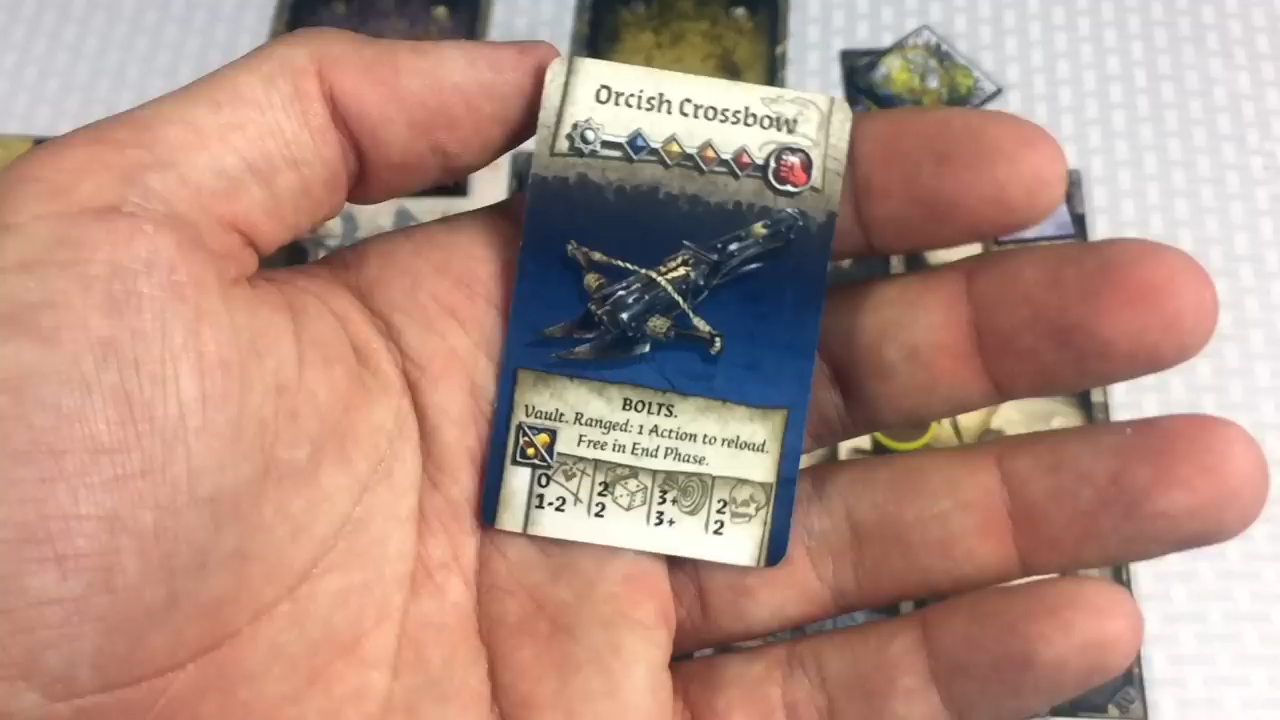 Orcish Crossbow
BOLTS.
Vault. Ranged: 1 Action to reload.
Free in End Phase.
0 2 3+ 2
1-2 2 3+ 2